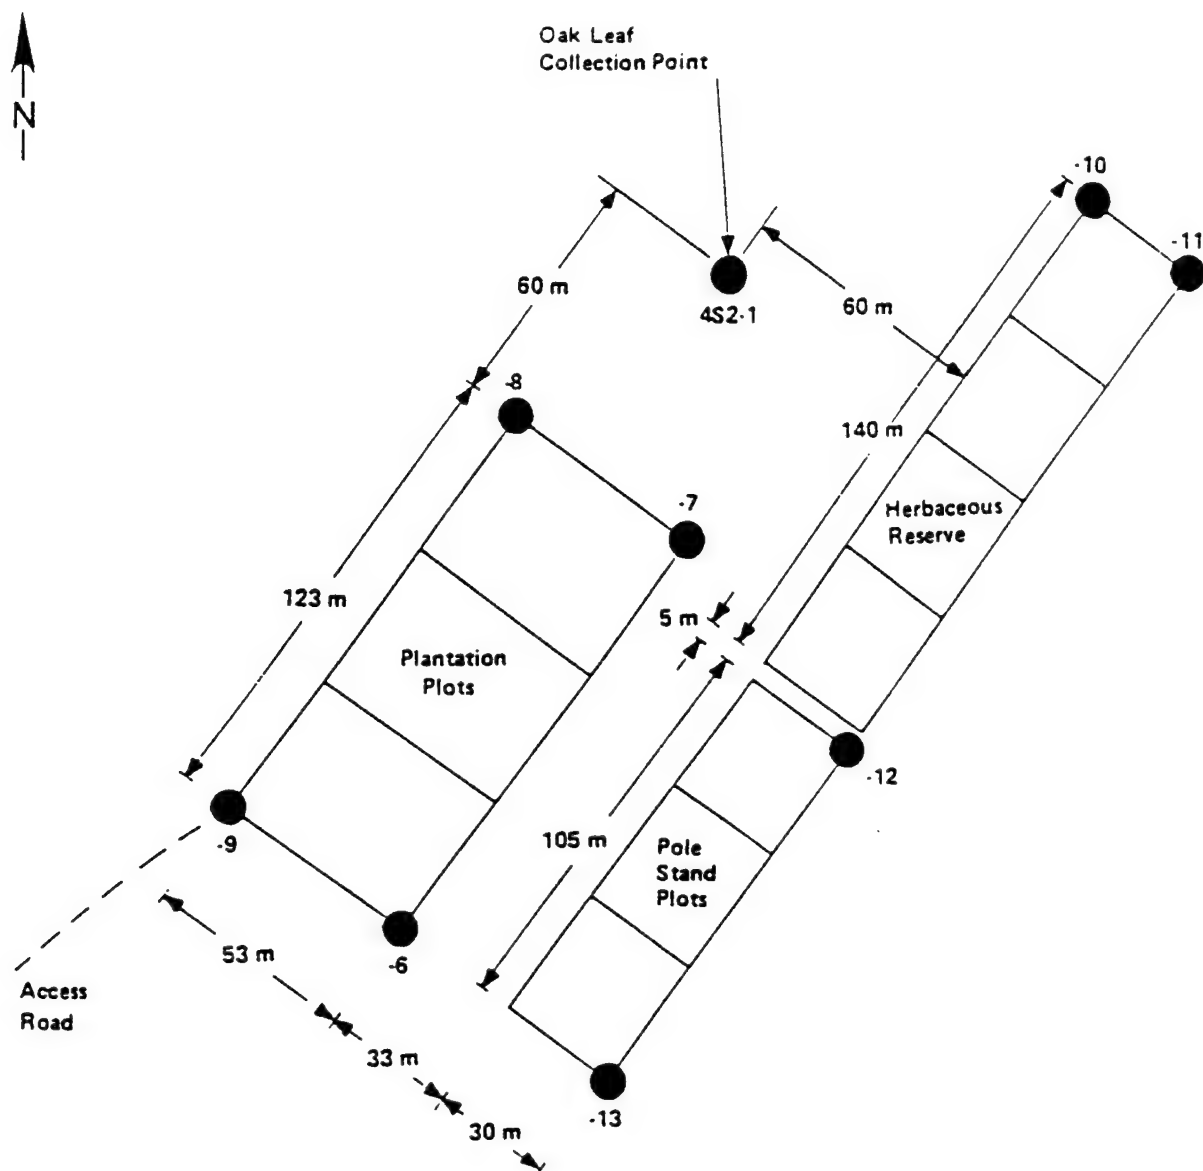 Oak Leaf
Collection Point
N
-10
-11
60 m
4S2-1
60 m
-8
140 m
-7
Herbaceous
Reserve
123 m
5 m
Plantation
Plots
-12
-9
105 m
Pole
Stand
Plots
53 m
-6
Access
Road
33 m
-13
30 m